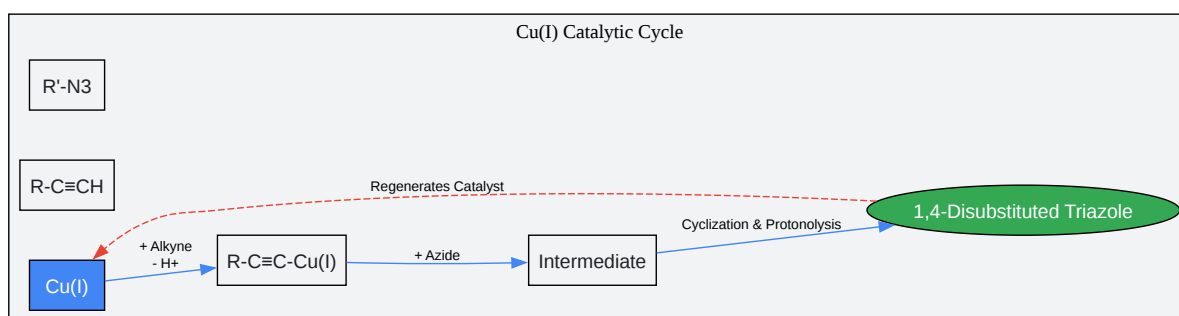 Cu(I) Catalytic Cycle
R'-N3
R-C≡CH
Regenerates Catalyst
1,4-Disubstituted Triazole
Cyclization & Protonolysis
+ Alkyne
- H+
R-C≡C-Cu(I)
+ Azide
Intermediate
Cu(I)